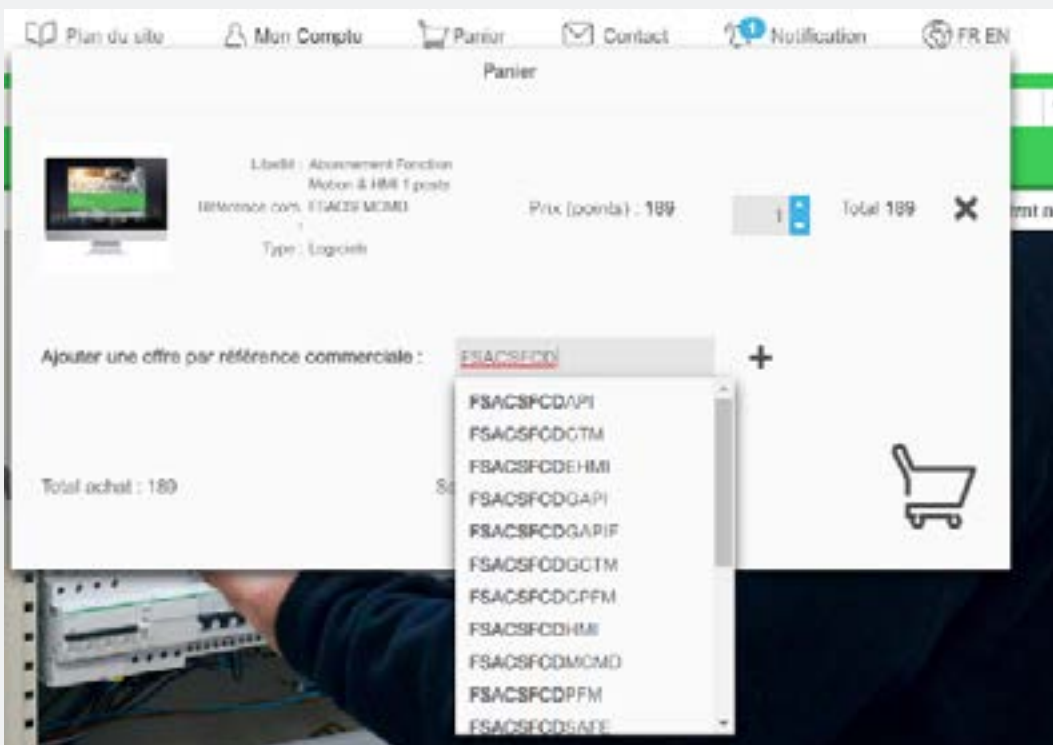 Plan du site Mon Compte Panier Contact 1 Notification FR EN
Panier
Libellé : Abonnement Fonction
Motion & HMI 1 poste
Référence com.
:
Prix (points) : 189 1 Total 189
Type : Logiciels
Ajouter une offre par référence commerciale : FSACSFCD
FSACSFCDAPI
FSACSFCDCTM
FSACSFCDEHMI
FSACSFCDGAPI
FSACSFCDGAPIF
FSACSFCDGCTM
FSACSFCDGPFM
FSACSFCDHMI
FSACSFCDMCMD
FSACSFCDPFM
FSACSFCDSAFE
Total achat : 189